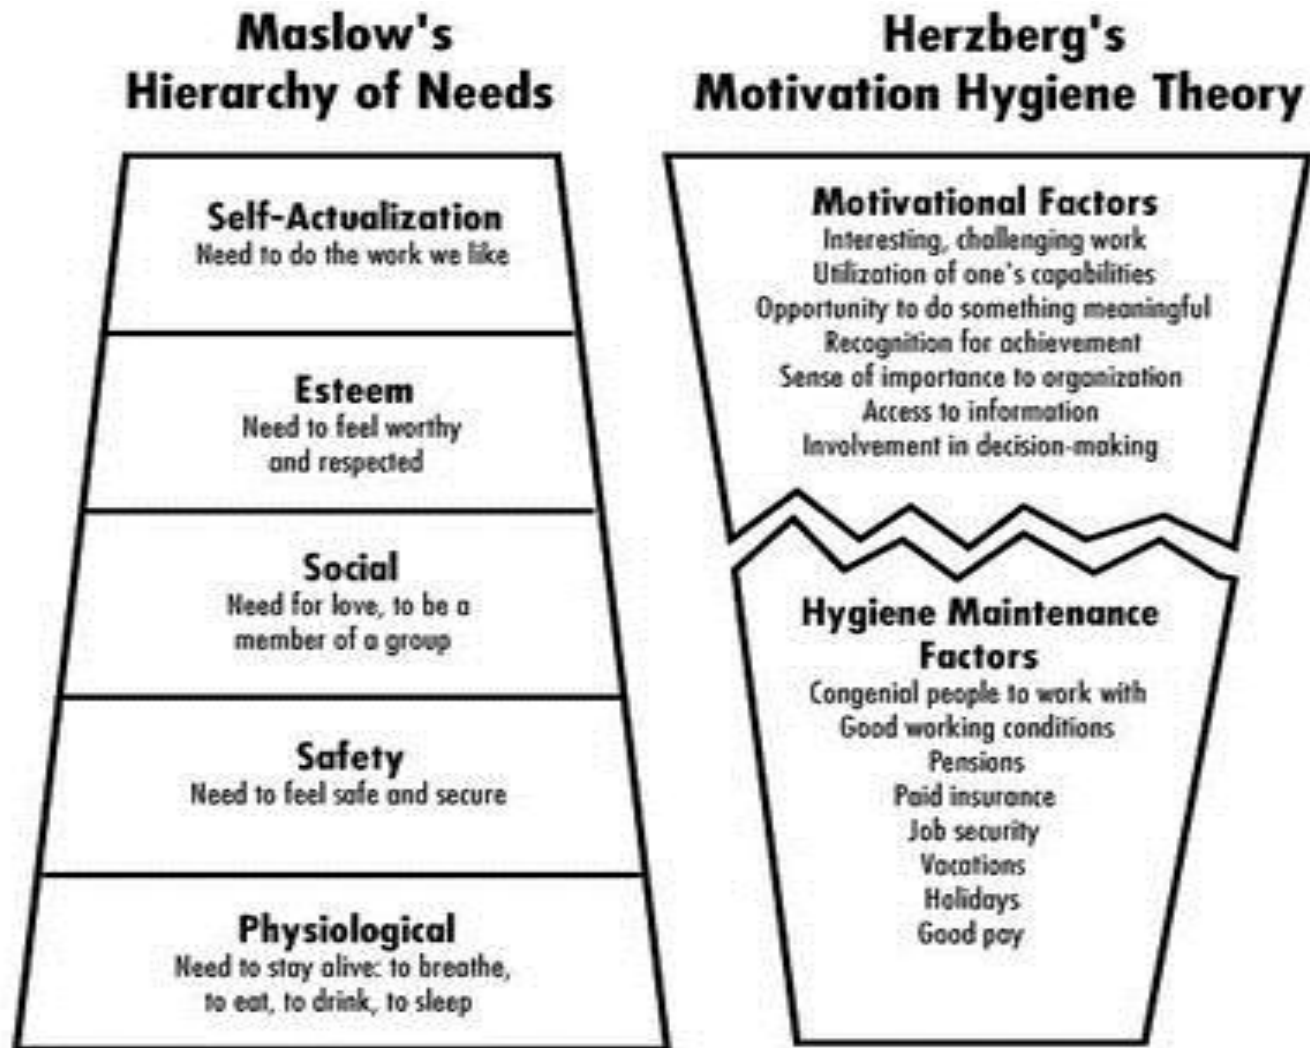 Maslow's
Hierarchy of Needs
Self-Actualization
Need to do the work we like
Esteem
Need to feel worthy
and respected
Social
Need for love, to be a
member of a group
Safety
Need to feel safe and secure
Physiological
Need to stay alive: to breathe,
to eat, to drink, to sleep
Herzberg's
Motivation Hygiene Theory
Motivational Factors
Interesting, challenging work
Utilization of one's capabilities
Opportunity to do something meaningful
Recognition for achievement
Sense of importance to organization
Access to information
Involvement in decision-making
Hygiene Maintenance
Factors
Congenial people to work with
Good working conditions
Pensions
Paid insurance
Job security
Vacations
Holidays
Good pay